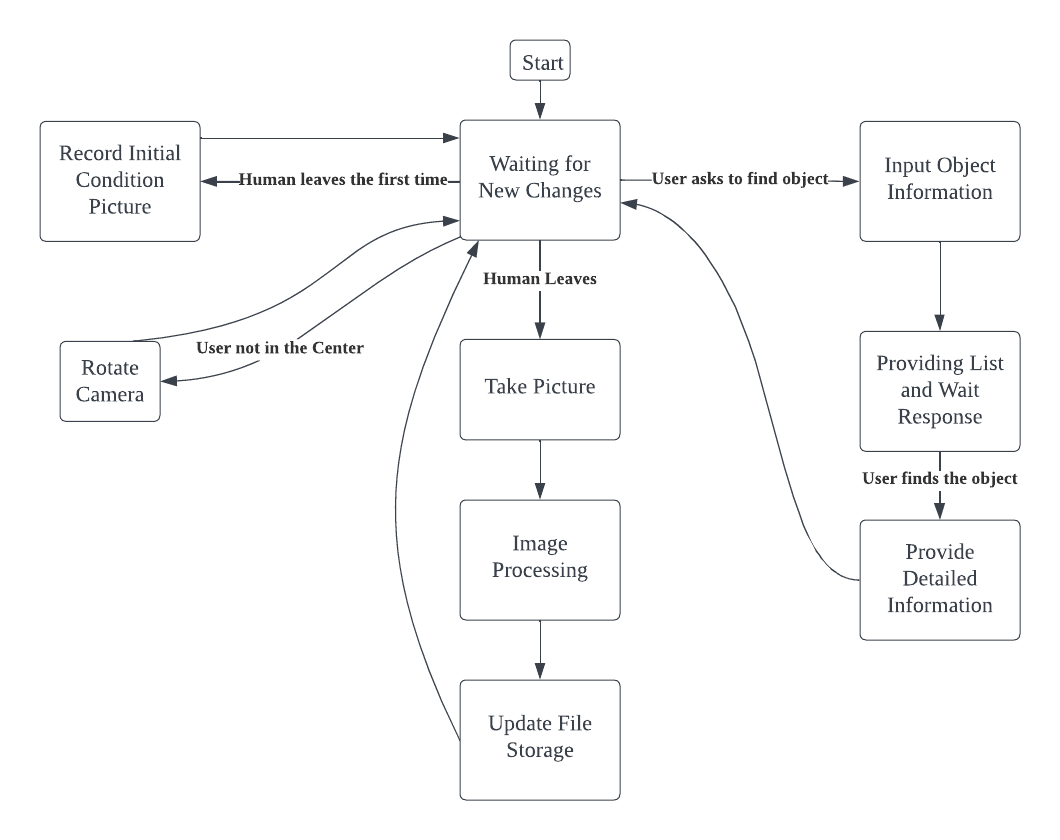 Start
Record Initial
Condition
Picture
Waiting for
New Changes
Input Object
Information
Human leaves the first time
User asks to find object
Human Leaves
User not in the Center
Rotate
Camera
Take Picture
Providing List
and Wait
Response
User finds the object
Image
Processing
Provide
Detailed
Information
Update File
Storage